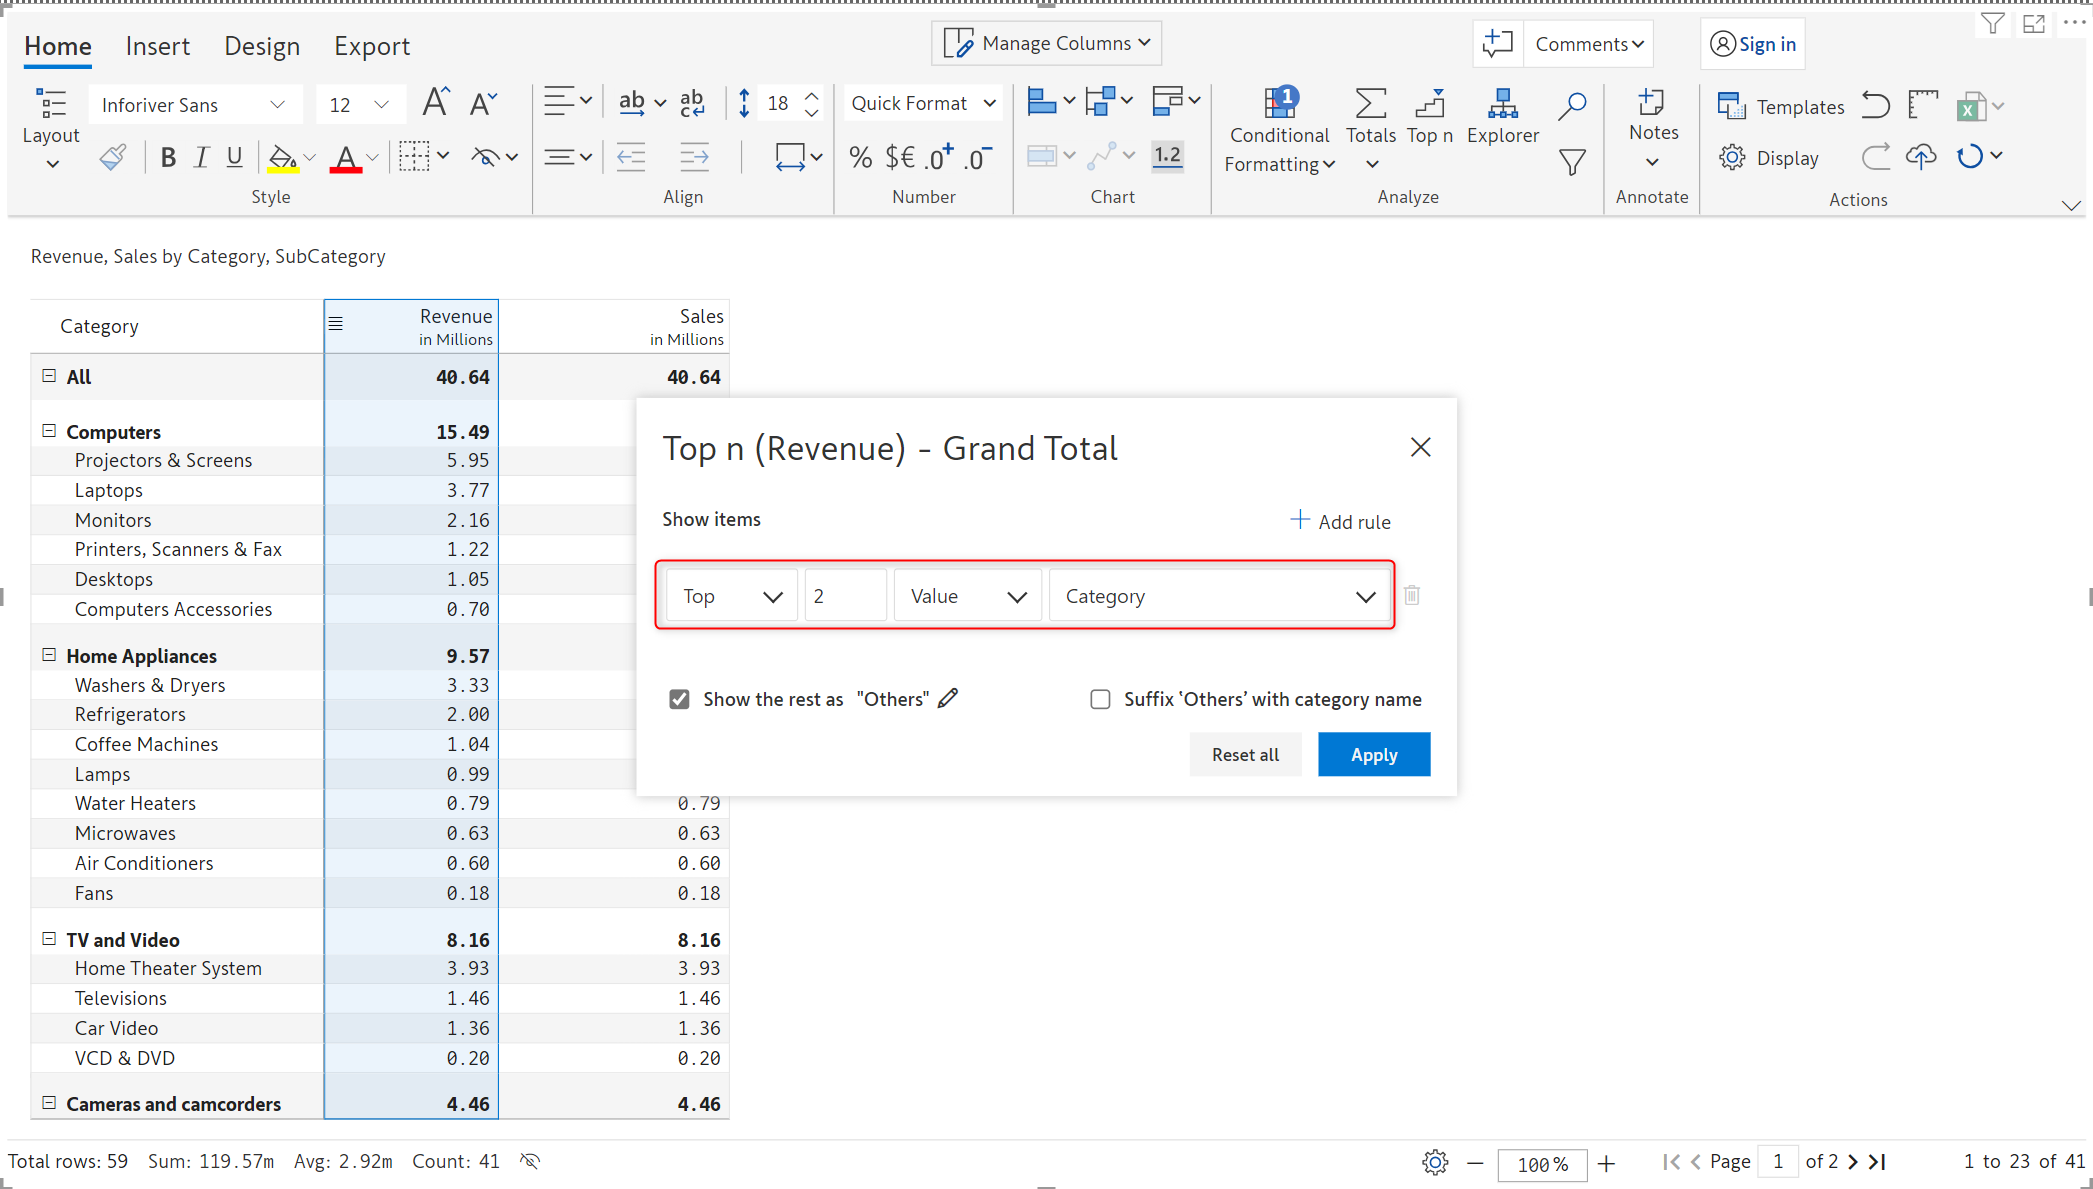 Home Insert Design Export
Manage Columns
Comments
Sign in
Inforiver Sans 12 A A
ab ab c 18
Quick Format
Layout
B I U A
% $€ .0+ .0-
1.2
1
Conditional Formatting
Totals
Top n
Explorer
Notes
Templates
Display
X
Style Align Number Chart Analyze Annotate Actions
Revenue, Sales by Category, SubCategory
Category Revenue in Millions Sales in Millions
All 40.64 40.64
Computers 15.49
Projectors & Screens 5.95
Laptops 3.77
Monitors 2.16
Printers, Scanners & Fax 1.22
Desktops 1.05
Computers Accessories 0.70
Home Appliances 9.57
Washers & Dryers 3.33
Refrigerators 2.00
Coffee Machines 1.04
Lamps 0.99
Water Heaters 0.79 0.79
Microwaves 0.63 0.63
Air Conditioners 0.60 0.60
Fans 0.18 0.18
TV and Video 8.16 8.16
Home Theater System 3.93 3.93
Televisions 1.46 1.46
Car Video 1.36 1.36
VCD & DVD 0.20 0.20
Cameras and camcorders 4.46 4.46
Top n (Revenue) - Grand Total
Show items
Add rule
Top 2 Value Category
Show the rest as "Others"
Suffix ‘Others’ with category name
Reset all Apply
Total rows: 59 Sum: 119.57m Avg: 2.92m Count: 41
100 %
Page 1 of 2
1 to 23 of 41